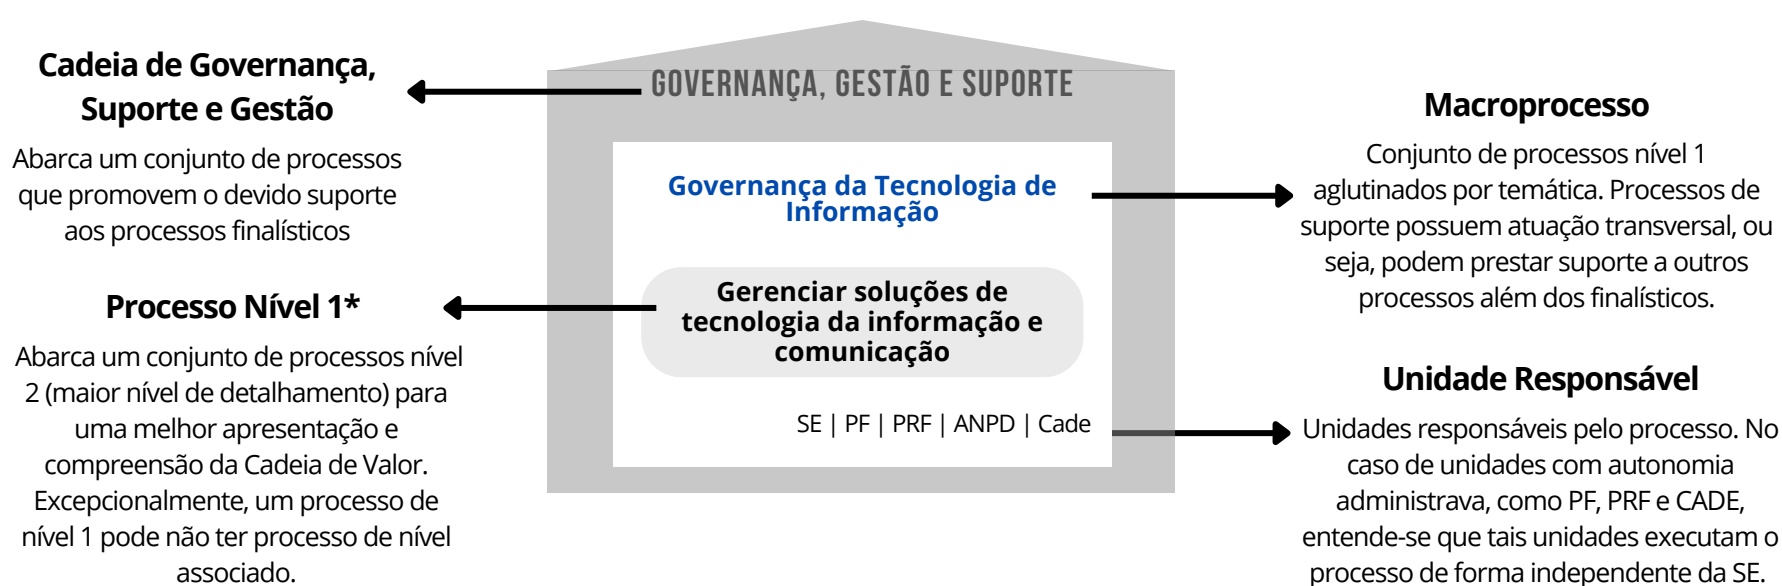 Cadeia de Governança,
Suporte e Gestão
Abarca um conjunto de processos
que promovem o devido suporte
aos processos finalísticos
Processo Nível 1*
Abarca um conjunto de processos nível
2 (maior nível de detalhamento) para
uma melhor apresentação e
compreensão da Cadeia de Valor.
Excepcionalmente, um processo de
nível 1 pode não ter processo de nível
associado.
GOVERNANÇA, GESTÃO E SUPORTE
Governança da Tecnologia de
Informação
Gerenciar soluções de
tecnologia da informação e
comunicação
SE | PF | PRF | ANPD | Cade
Macroprocesso
Conjunto de processos nível 1
aglutinados por temática. Processos de
suporte possuem atuação transversal, ou
seja, podem prestar suporte a outros
processos além dos finalísticos.
Unidade Responsável
Unidades responsáveis pelo processo. No
caso de unidades com autonomia
administrava, como PF, PRF e CADE,
entende-se que tais unidades executam o
processo de forma independente da SE.